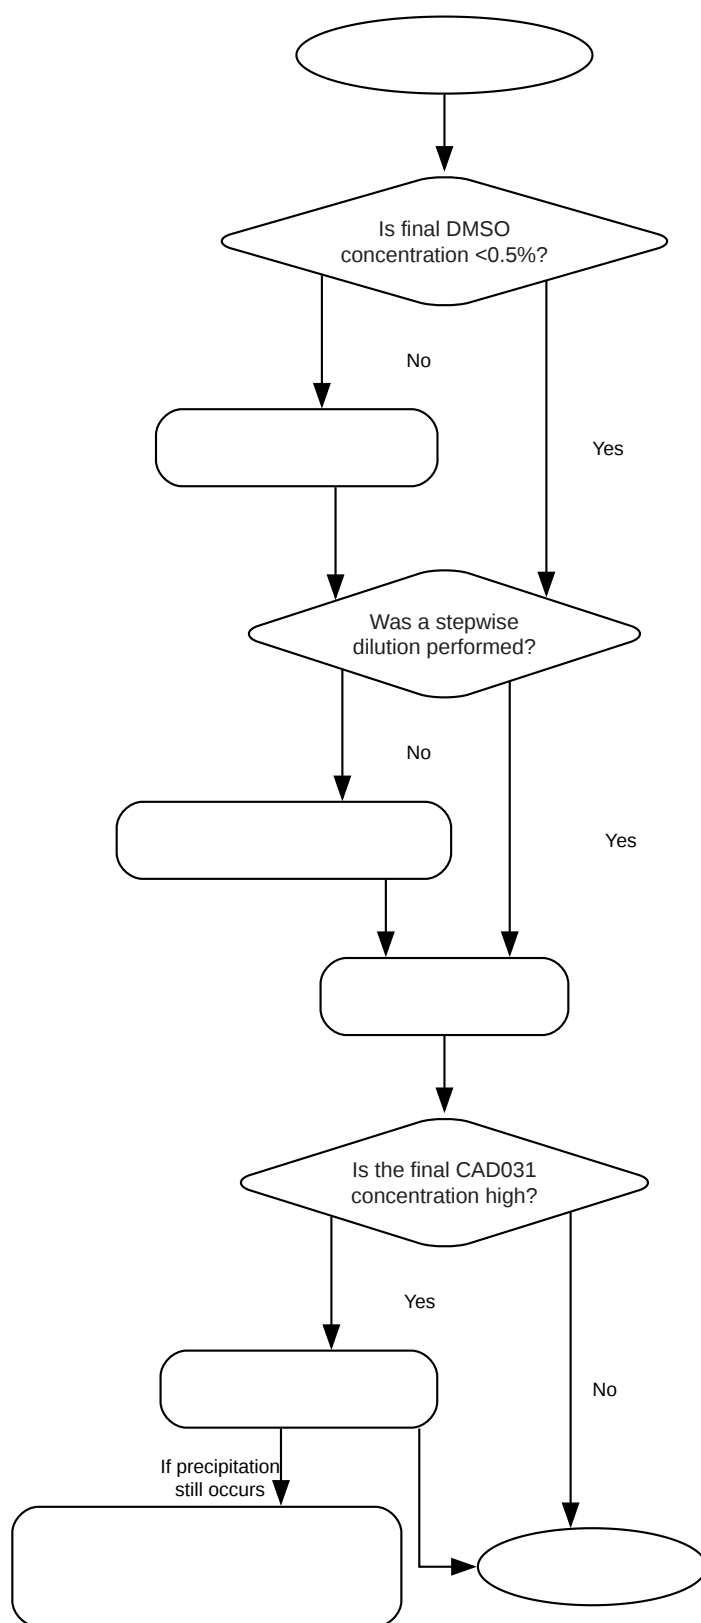 Is final DMSO
concentration <0.5%?
No
Yes
Was a stepwise
dilution performed?
No
Yes
Is the final CAD031
concentration high?
Yes
No
If precipitation
still occurs